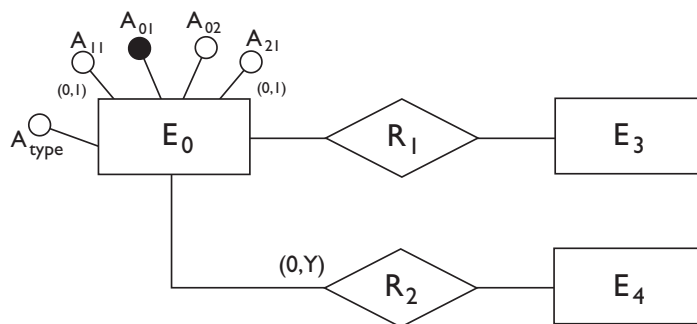 A01 A02
A11 A21
(0,1) (0,1)
E0 R1 E3
Atype
(0,Y)
R2 E4